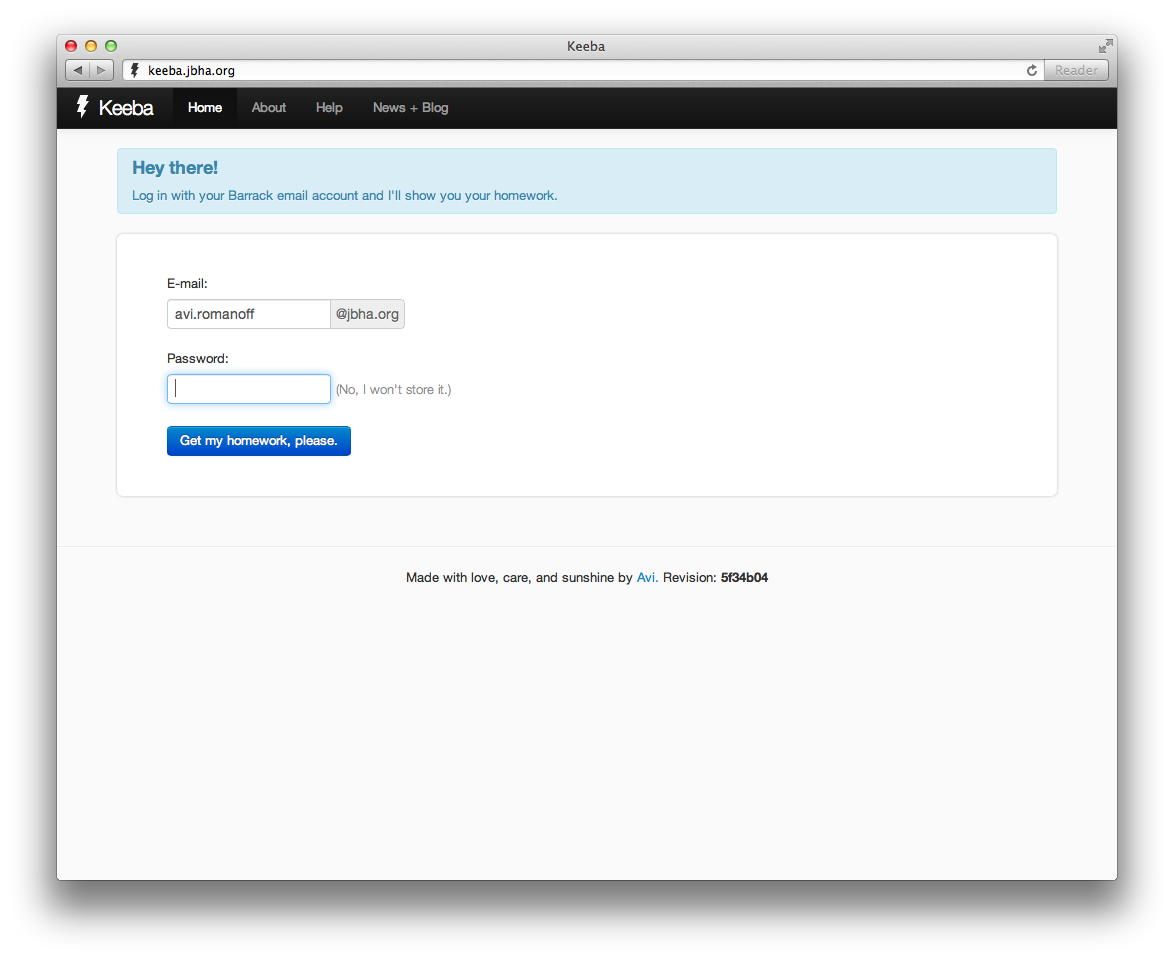 Keeba
keeba.jbha.org
Reader
Keeba Home About Help News + Blog
Hey there!
Log in with your Barrack email account and I'll show you your homework.
E-mail:
avi.romanoff @jbha.org
Password:
(No, I won't store it.)
Get my homework, please.
Made with love, care, and sunshine by Avi. Revision: 5f34b04